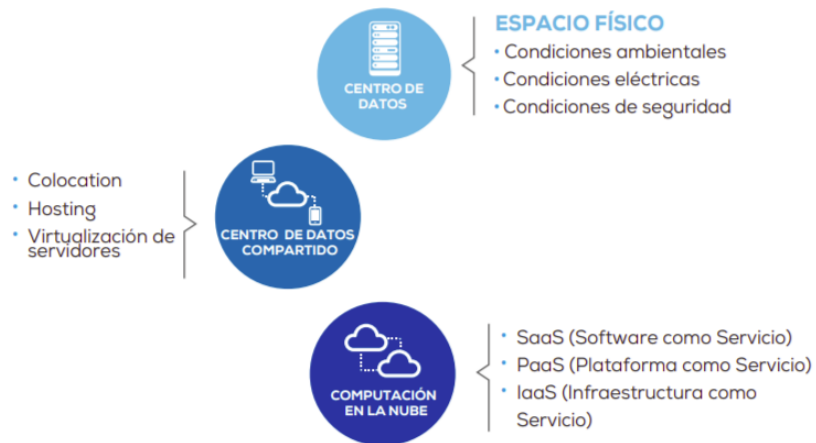 ESPACIO FÍSICO
• Condiciones ambientales
• Condiciones eléctricas
• Condiciones de seguridad
CENTRO DE
DATOS
• Colocation
• Hosting
• Virtualización de
servidores
CENTRO DE DATOS
COMPARTIDO
COMPUTACIÓN
EN LA NUBE
• SaaS (Software como Servicio)
• PaaS (Plataforma como Servicio)
• IaaS (Infraestructura como
Servicio)